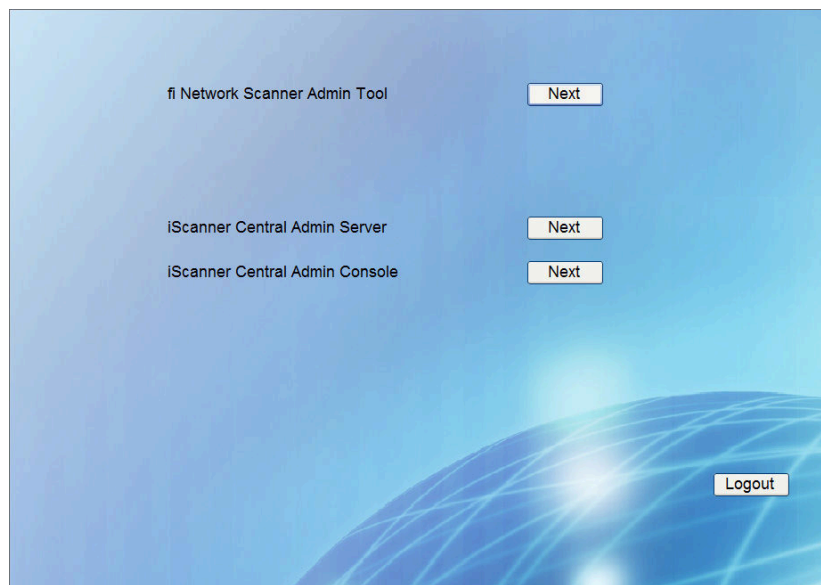 fi Network Scanner Admin Tool Next
iScanner Central Admin Server Next
iScanner Central Admin Console Next
Logout